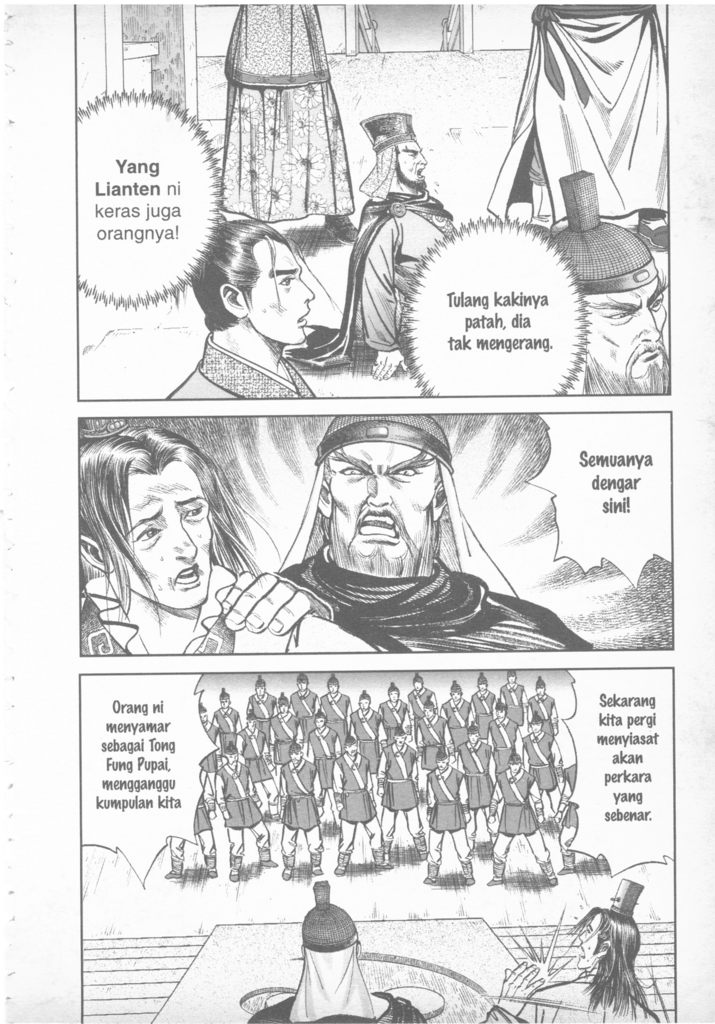 Yang
Lianten ni
keras juga
orangnya!
Tulang kakinya
patah, dia
tak mengerang.
Semuanya
dengar
sini!
Orang ni
menyamar
sebagai Tong
Fung Pupai,
mengganggu
kumpulan kita
Sekarang
kita pergi
menyiasat
akan
perkara
yang
sebenar.